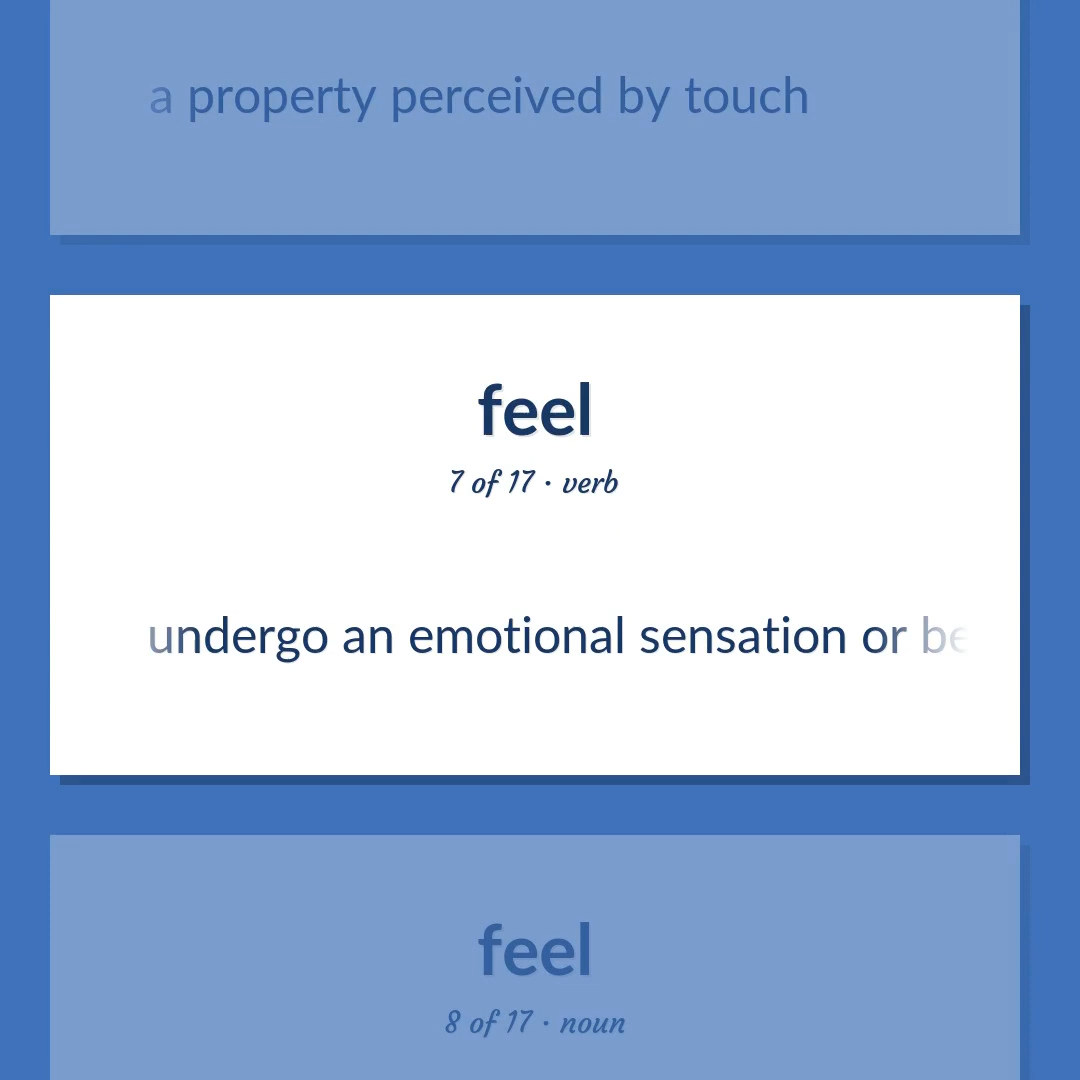 a property perceived by touch
feel
7 of 17 · verb
undergo an emotional sensation or be
feel
8 of 17 · noun